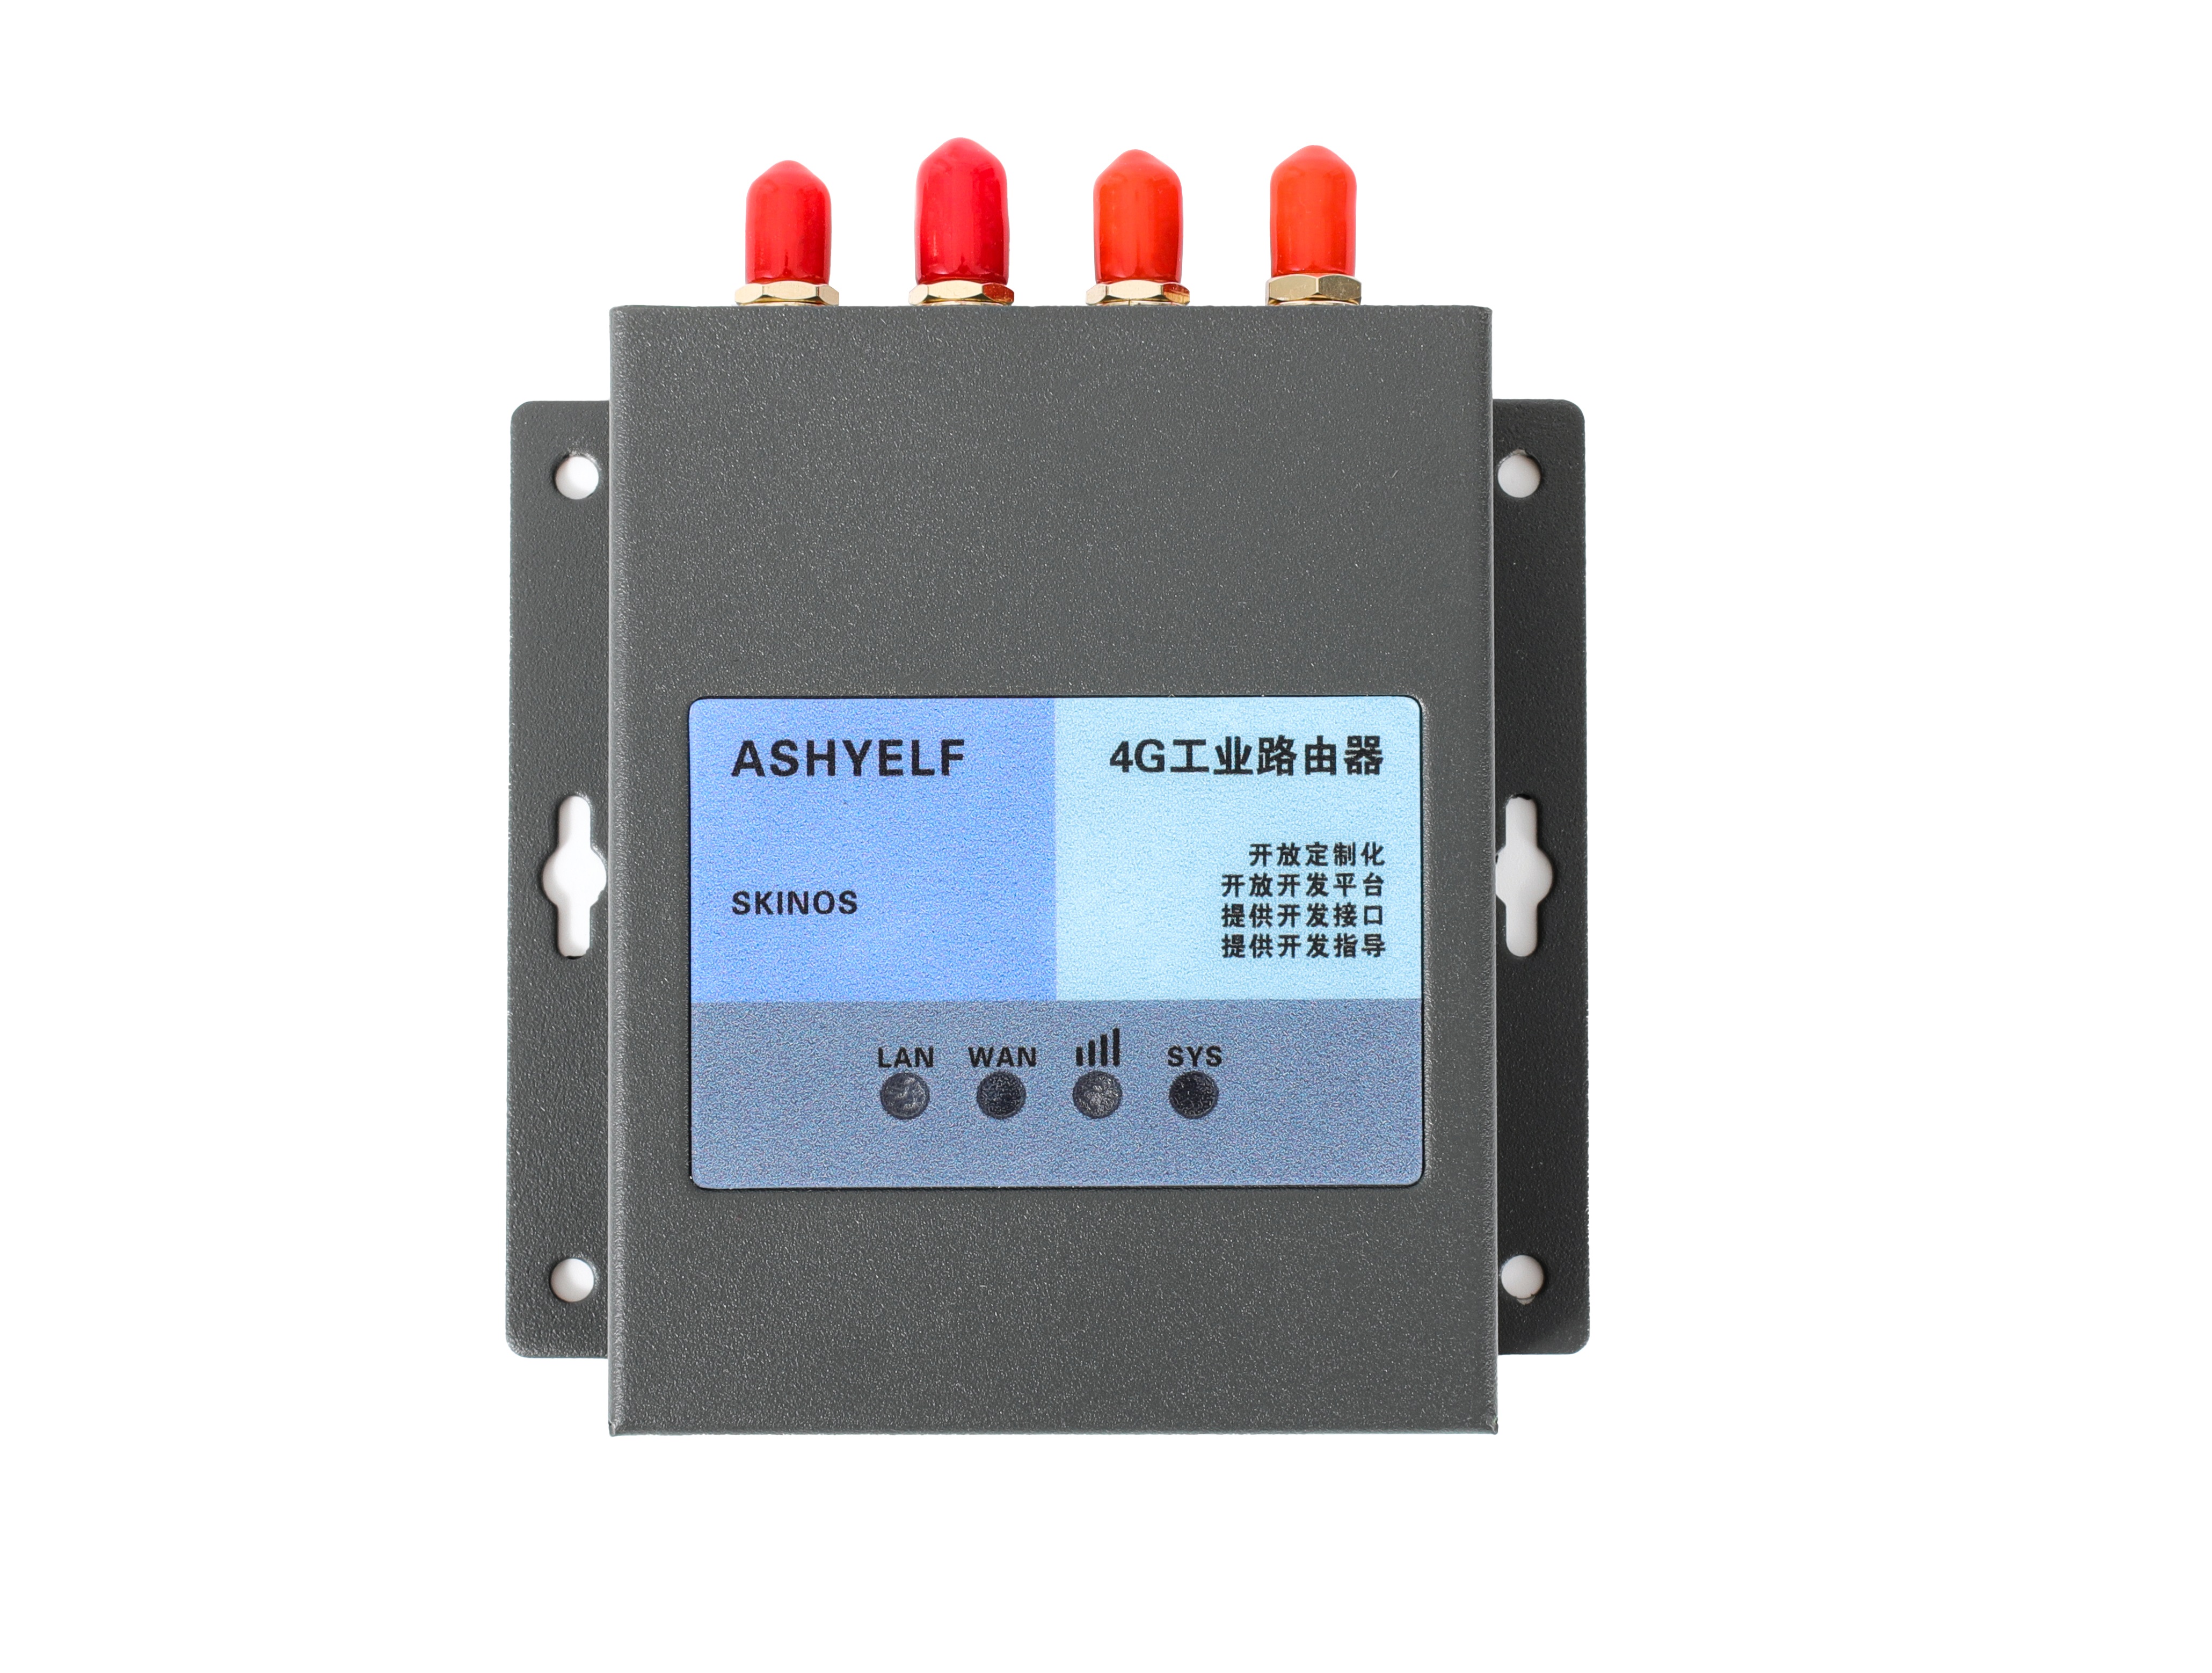 ASHYELF
SKINOS
4G工业路由器
开放定制化
开放开发平台
提供开发接口
提供开发指导
LAN WAN SYS